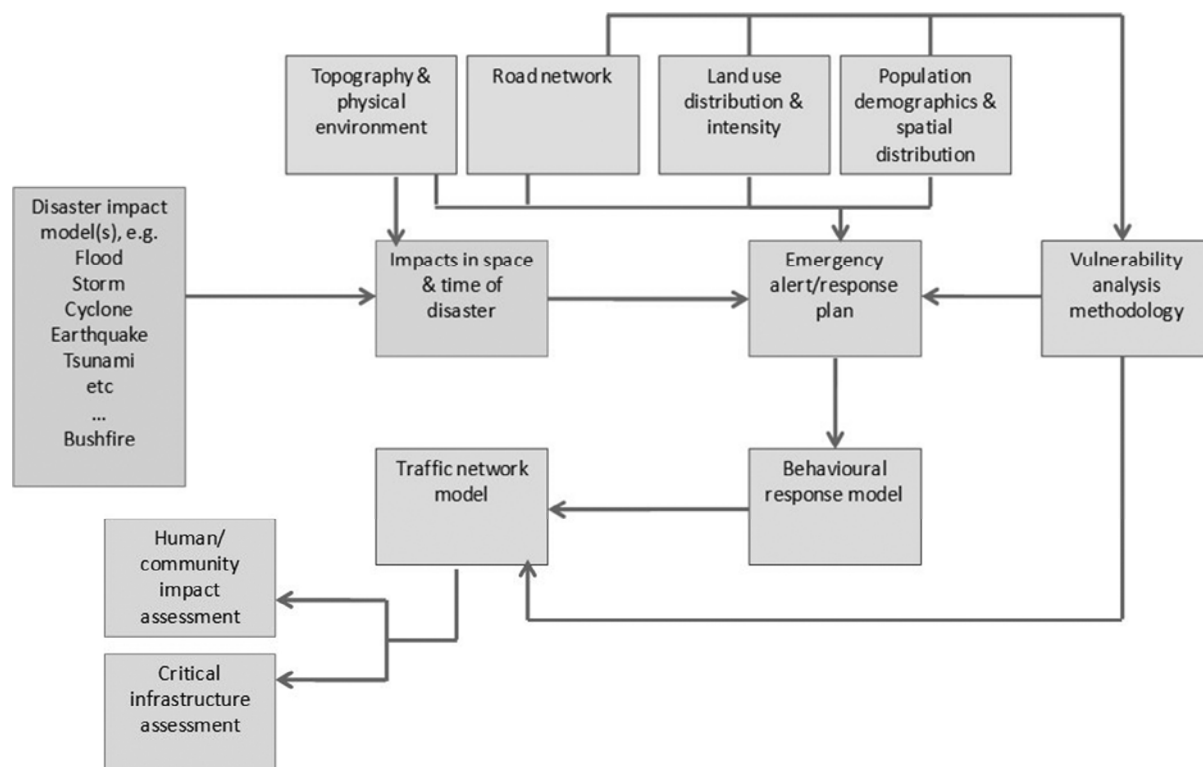 Topography &
physical
environment
Road network
Land use
distribution &
intensity
Population
demographics &
spatial
distribution
Disaster impact
model(s), e.g.
Flood
Storm
Cyclone
Earthquake
Tsunami
etc
...
Bushfire
Impacts in space
& time of
disaster
Emergency
alert/response
plan
Vulnerability
analysis
methodology
Traffic network
model
Behavioural
response model
Human/
community
impact
assessment
Critical
infrastructure
assessment